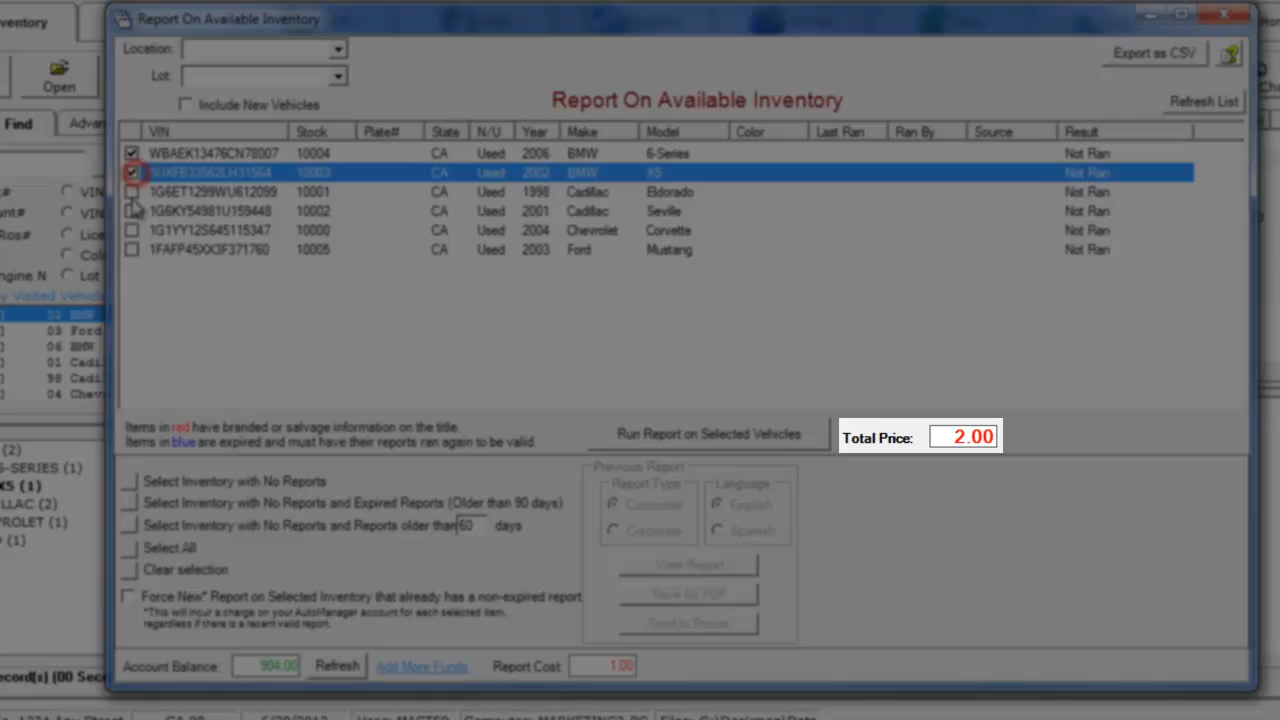 ventory
Report On Available Inventory
Location:
Export as CSV
Open
Lot:
Include New Vehicles
Report On Available Inventory
Refresh List
Find
VIN Stock Plate# State N/U Year Make Model Color Last Ran Ran By Source Result
WBAEK13476CN78007 10004 CA Used 2006 BMW 6-Series Not Ran
10003 CA Used 2002 BMW X5 Not Ran
1G6ET1299WU612099 10001 CA Used 1998 Cadillac Eldorado Not Ran
1G6KY54981U159448 10002 CA Used 2001 Cadillac Seville Not Ran
1G1YY12S645115347 10000 CA Used 2004 Chevrolet Corvette Not Ran
1FAFP45XX3F371760 10005 CA Used 2003 Ford Mustang Not Ran
VIN
Ros#
ngine N Lot
y Visited Vehicle
02 BMW
03 Ford
06 BMW
01 Cadi
98 Cadi
04 Chev
Items in red have branded or salvage information on the title.
Items in blue are expired and must have their reports ran again to be valid.
Run Report on Selected Vehicles
Total Price: 2.00
(2)
-SERIES (1)
X5 (1)
LLAC (2)
ROLET (1)
(1)
Select Inventory with No Reports
Select Inventory with No Reports and Expired Reports (Older than 90 days)
Select Inventory with No Reports and Reports older than 60 days
Select All
Clear selection
Force New* Report on Selected Inventory that already has a non-expired report
*This will incur a charge on your AutoManager account for each selected item,
regardless if there is a recent valid report.
Previous Report
Report Type
Language
Consumer
English
Corporate
Spanish
View Report
Save As PDF
Send to Printer
Account Balance: 904.00 Refresh Add More Funds Report Cost: 1.00
ecord(s) (00 Seco